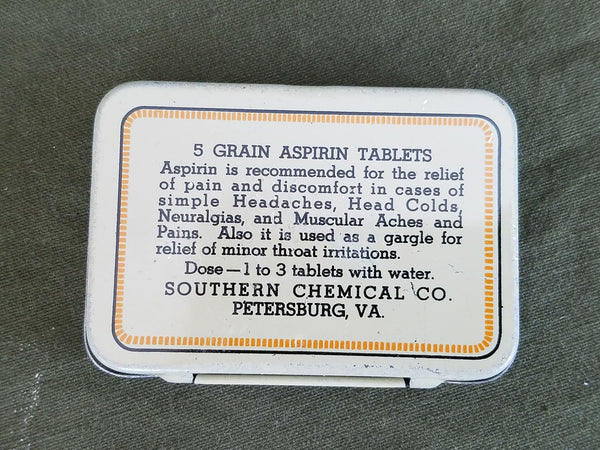 5 GRAIN ASPIRIN TABLETS
Aspirin is recommended for the relief
of pain and discomfort in cases of
simple Headaches, Head Colds,
Neuralgias, and Muscular Aches and
Pains. Also it is used as a gargle for
relief of minor throat irritations.
Dose—1 to 3 tablets with water.
SOUTHERN CHEMICAL CO.
PETERSBURG, VA.